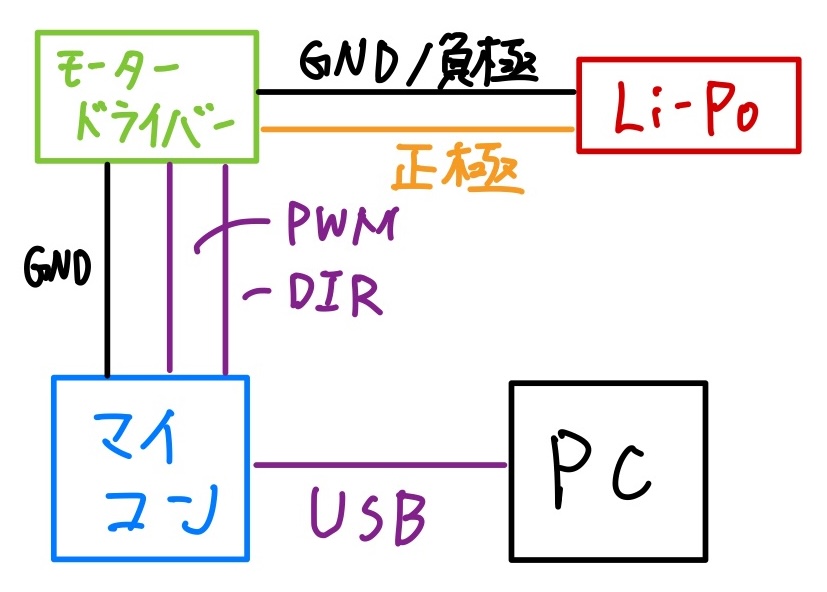 モーター
ドライバー
GND/負極
Li-Po
正極
GND
PWM
DIR
マイ
コン
USB
PC